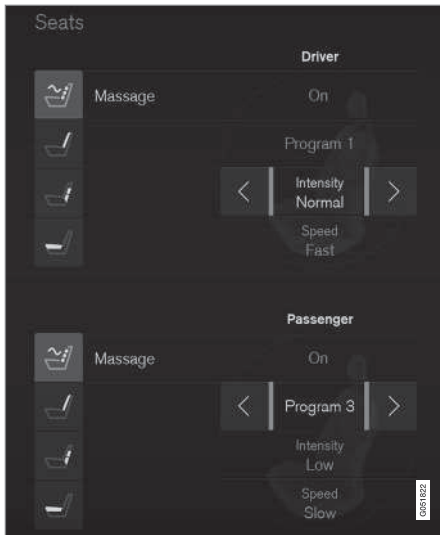 Seats
Driver
Massage On
Program 1
Intensity
Normal
Speed
Fast
Passenger
Massage On
Program 3
Intensity
Low
Speed
Slow
G051822